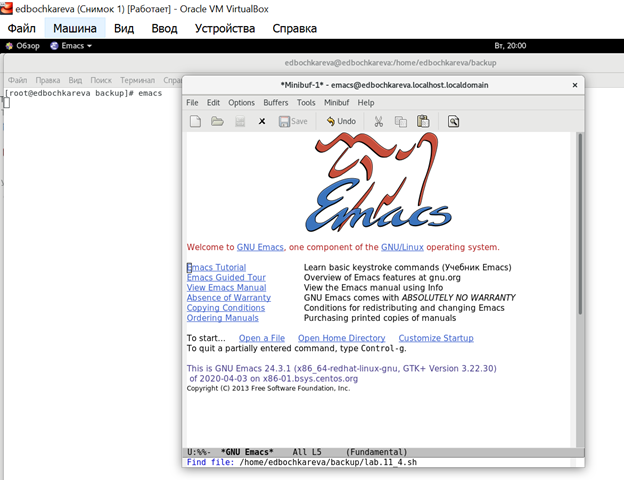 edbochkareva (Снимок 1) [Работает] - Oracle VM VirtualBox
Файл Машина Вид Ввод Устройства Справка
Обзор Emacs Вт, 20:00
edbochkareva@edbochkareva:/home/edbochkareva/backup
Файл Правка Вид Поиск Терминал Справка
[root@edbochkareva backup]# emacs
*Minibuf-1* - emacs@edbochkareva.localhost.localdomain
File Edit Options Buffers Tools Minibuf Help
Save Undo
Emacs
Welcome to GNU Emacs, one component of the GNU/Linux operating system.
Emacs Tutorial Learn basic keystroke commands (Учебник Emacs)
Emacs Guided Tour Overview of Emacs features at gnu.org
View Emacs Manual View the Emacs manual using Info
Absence of Warranty GNU Emacs comes with ABSOLUTELY NO WARRANTY
Copying Conditions Conditions for redistributing and changing Emacs
Ordering Manuals Purchasing printed copies of manuals
To start... Open a File Open Home Directory Customize Startup
To quit a partially entered command, type Control-g.
This is GNU Emacs 24.3.1 (x86_64-redhat-linux-gnu, GTK+ Version 3.22.30)
of 2020-04-03 on x86-01.bsys.centos.org
Copyright (C) 2013 Free Software Foundation, Inc.
U:%%- *GNU Emacs* All L5 (Fundamental)
Find file: /home/edbochkareva/backup/lab.11_4.sh